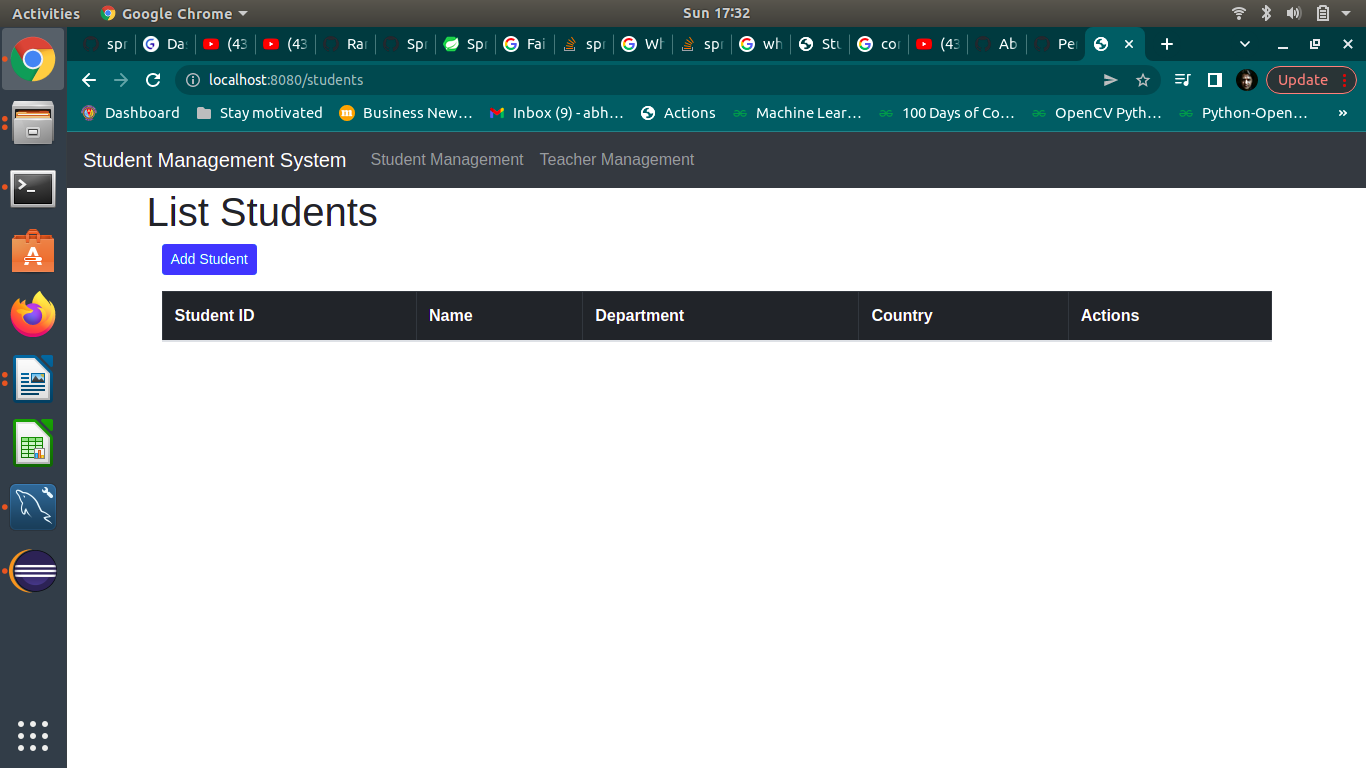 Activities Google Chrome Sun 17:32
spr Da (43 (43 Rar Spr Spr Fai spr Wh spr wh Stu cor (43 Ab Per
localhost:8080/students Update
Dashboard Stay motivated Business New... Inbox (9) - abh... Actions Machine Lear... 100 Days of Co... OpenCV Pyth... Python-Open... »
Student Management System Student Management Teacher Management
List Students
Add Student
Student ID Name Department Country Actions